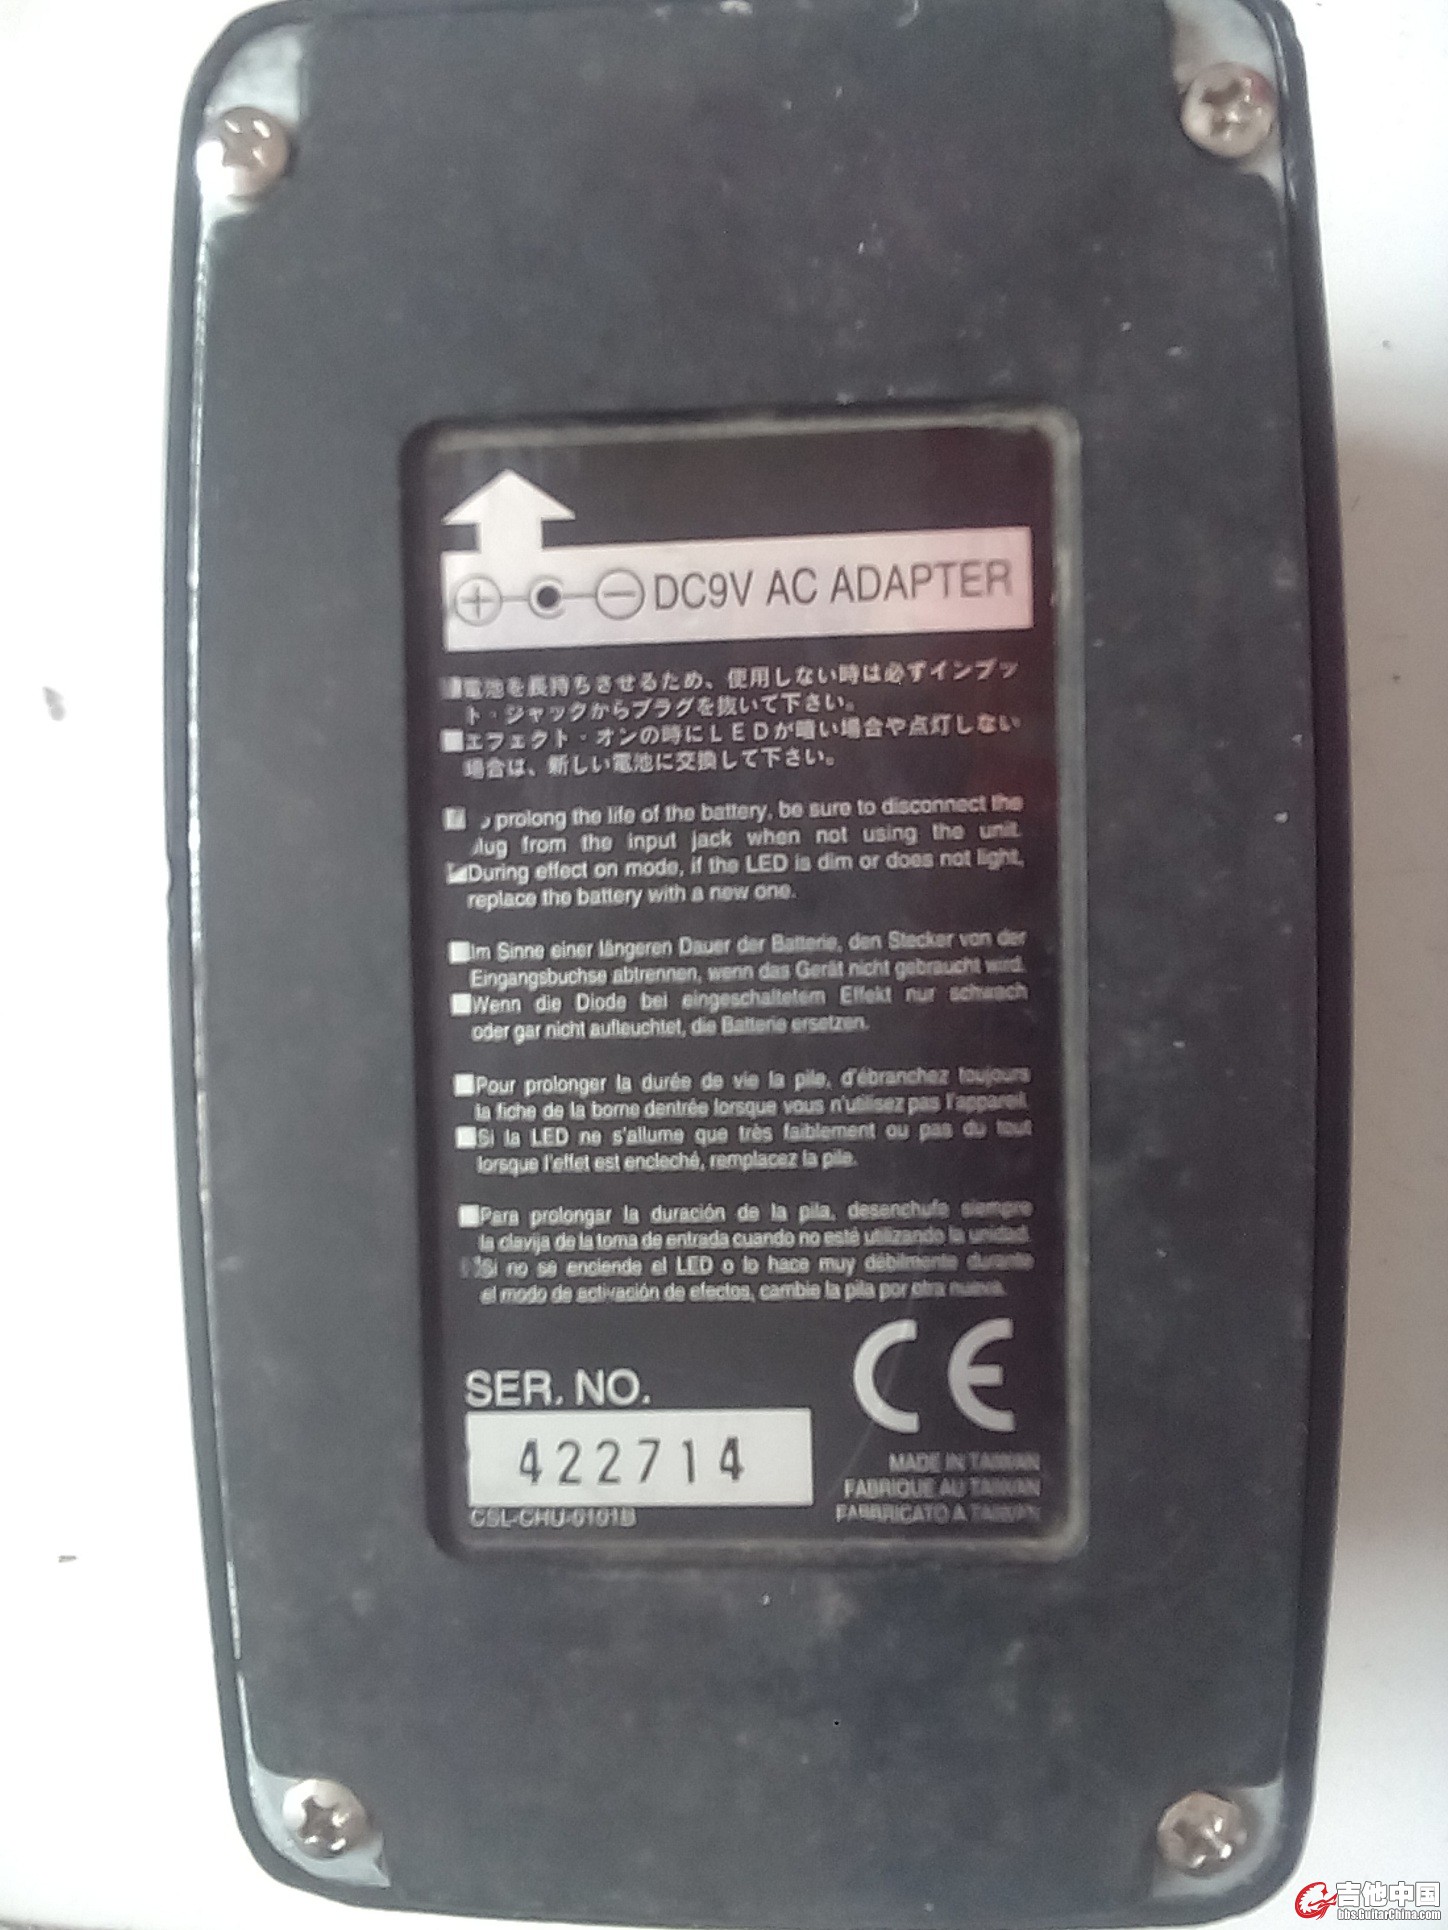 DC9V AC ADAPTER
■電池を長持ちさせるため、使用しない時は必ずインプッ
ト・ジャックからプラグを抜いて下さい。
■エフェクト・オンの時にLEDが暗い場合や点灯しない
場合は、新しい電池に交換して下さい。
prolong the life of the battery, be sure to disconnect the
lug from the input jack when not using the unit.
During effect on mode, if the LED is dim or does not light,
replace the battery with a new one.
■Im Sinne einer längeren Dauer der Batterie, den Stecker von der
Eingangsbuchse abtrennen, wenn das Gerät nicht gebraucht wird.
■Wenn die Diode bei eingeschaltetem Effekt nur schwach
oder gar nicht aufleuchtet, die Batterie ersetzen.
■Pour prolonger la durée de vie la pile, d'ébranchez toujours
la fiche de la borne dentrée lorsque vous n'utilisez pas l'appareil.
■Si la LED ne s'allume que très faiblement ou pas du tout
lorsque l'effet est encleché, remplacez la pile.
■Para prolongar la duración de la pila, desenchufe siempre
la clavija de la toma de entrada cuando no esté utilizando la unidad.
Si no se enciende el LED o lo hace muy débilmente durante
el modo de activación de efectos, cambie la pila por otra nueva.
CE
SER. NO.
422714
MADE IN TAIWAN
FABRIQUE AU TAIWAN
FABBRICATO A TAIWAN
CSL-CHU-0101B
吉他中国
bbs.GuitarChina.com